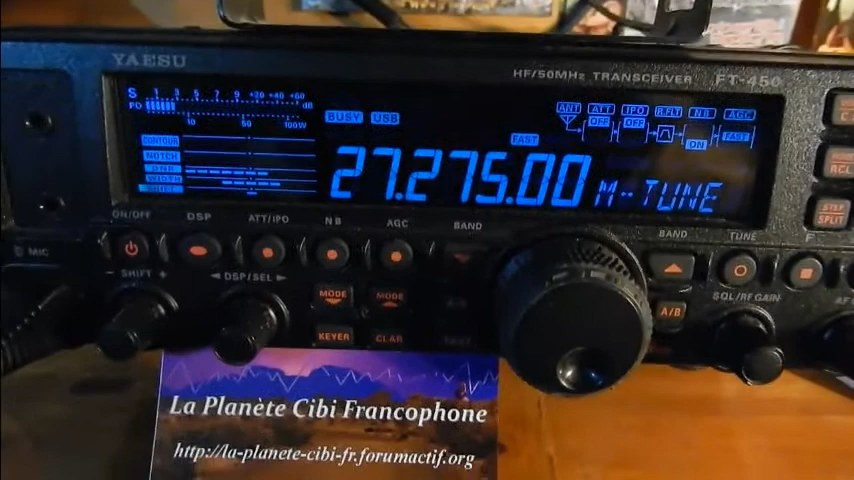 YAESU
HF/50MHz TRANSCEIVER FT-450
S 1 3 5 7 9 +20 +40 +60 dB
PO 10 50 100W
BUSY USB
ANT ATT IPO R.FLT N B AGC
OFF OFF ON FAST
CONTOUR
NOTCH
DNR
WIDTH
SHIFT
FAST
27.275.00 M-TUNE
RCL
STEP
SPLIT
F
ON/OFF DSP ATT/IPO N B AGC BAND BAND TUNE
MIC
- SHIFT + DSP/SEL
MODE MODE
A/B
SQL/RF GAIN
KEYER CLAR
La Planète Cibi Francophone
http://la-planete-cibi-fr.forumactif.org